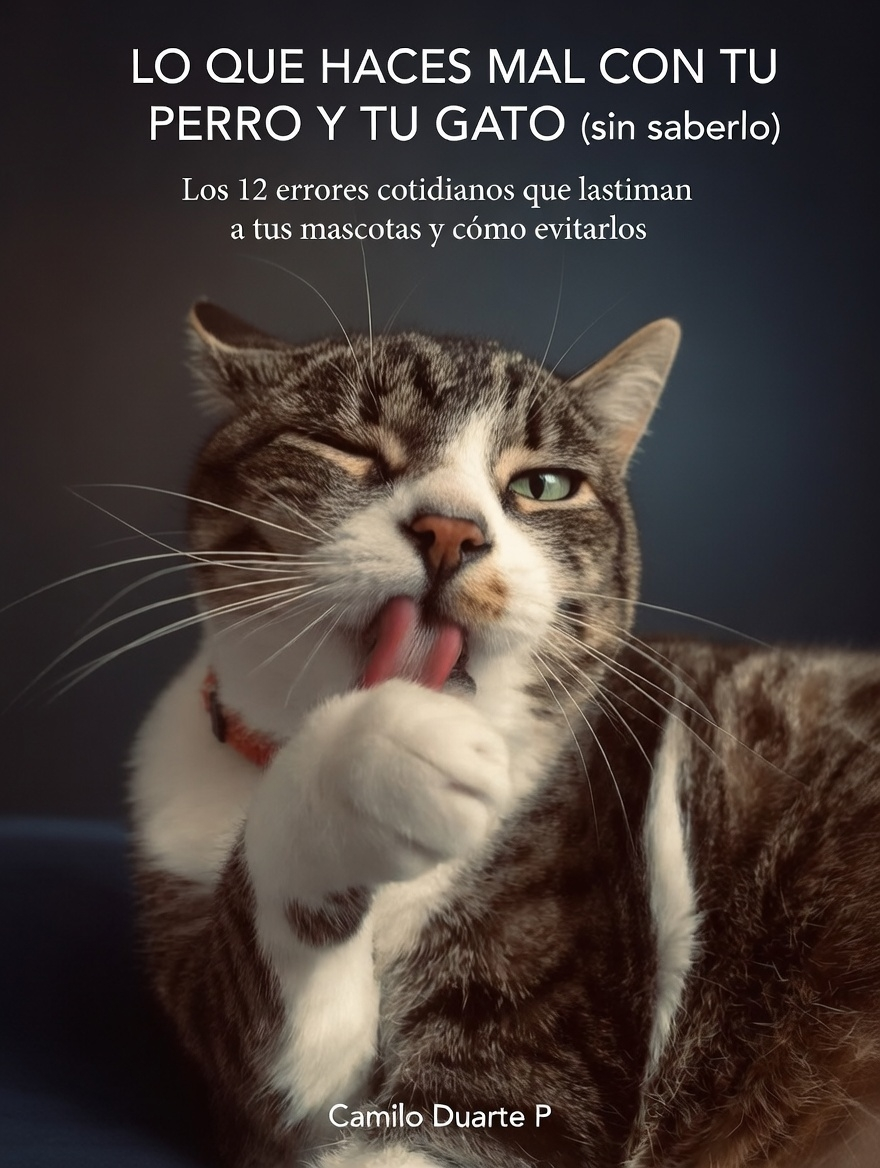 LO QUE HACES MAL CON TU
PERRO Y TU GATO (sin saberlo)
Los 12 errores cotidianos que lastiman
a tus mascotas y cómo evitarlos
Camilo Duarte P